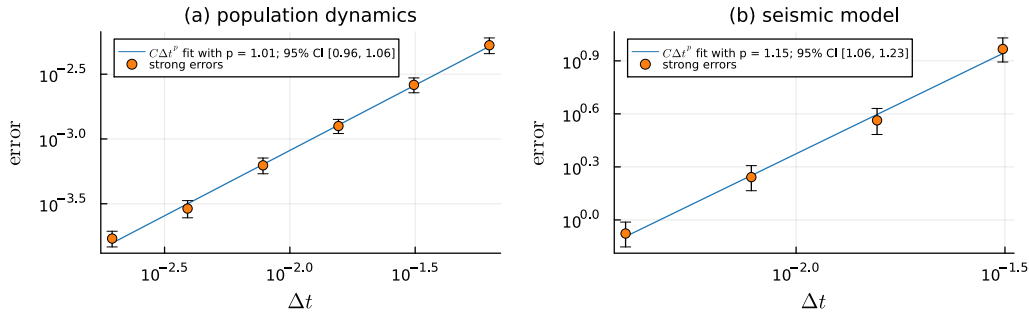 (a) population dynamics
CΔt^p fit with p = 1.01; 95% CI [0.96, 1.06]
strong errors
error
10^-2.5
10^-3.0
10^-3.5
10^-2.5 10^-2.0 10^-1.5
Δt
(b) seismic model
CΔt^p fit with p = 1.15; 95% CI [1.06, 1.23]
strong errors
error
10^0.9
10^0.6
10^0.3
10^0.0
10^-2.0 10^-1.5
Δt